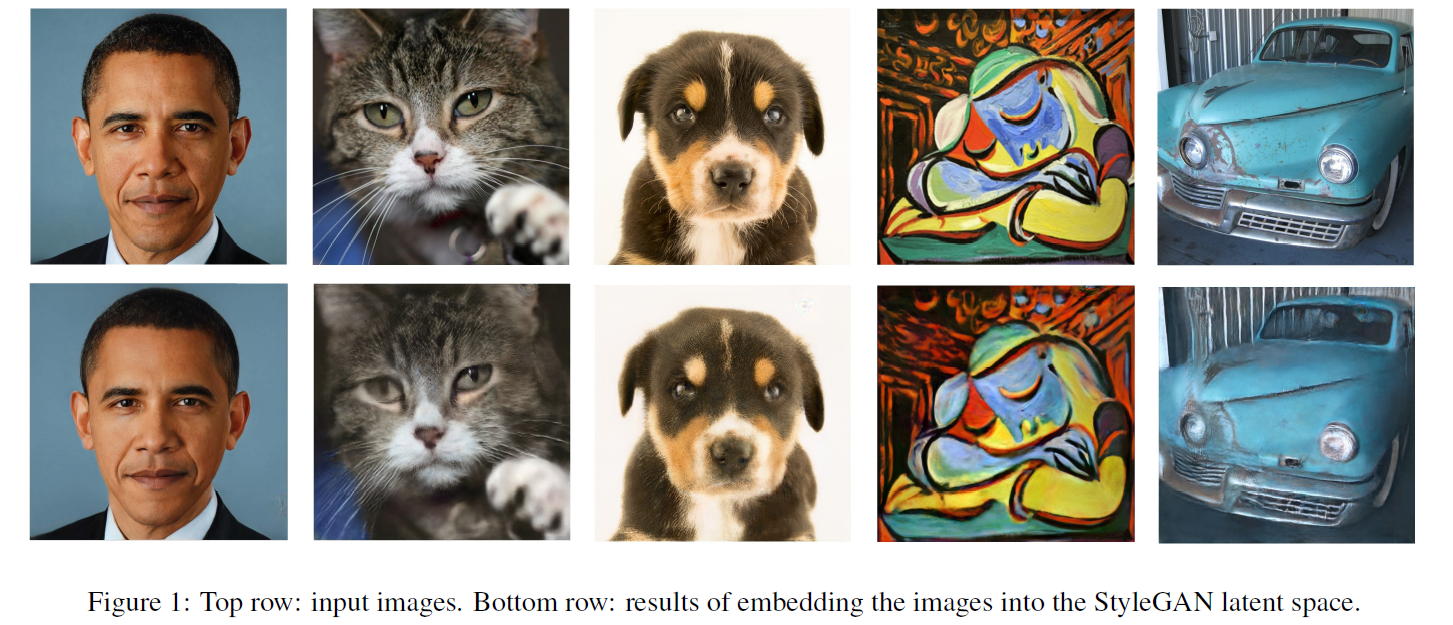 Figure 1: Top row: input images. Bottom row: results of embedding the images into the StyleGAN latent space.